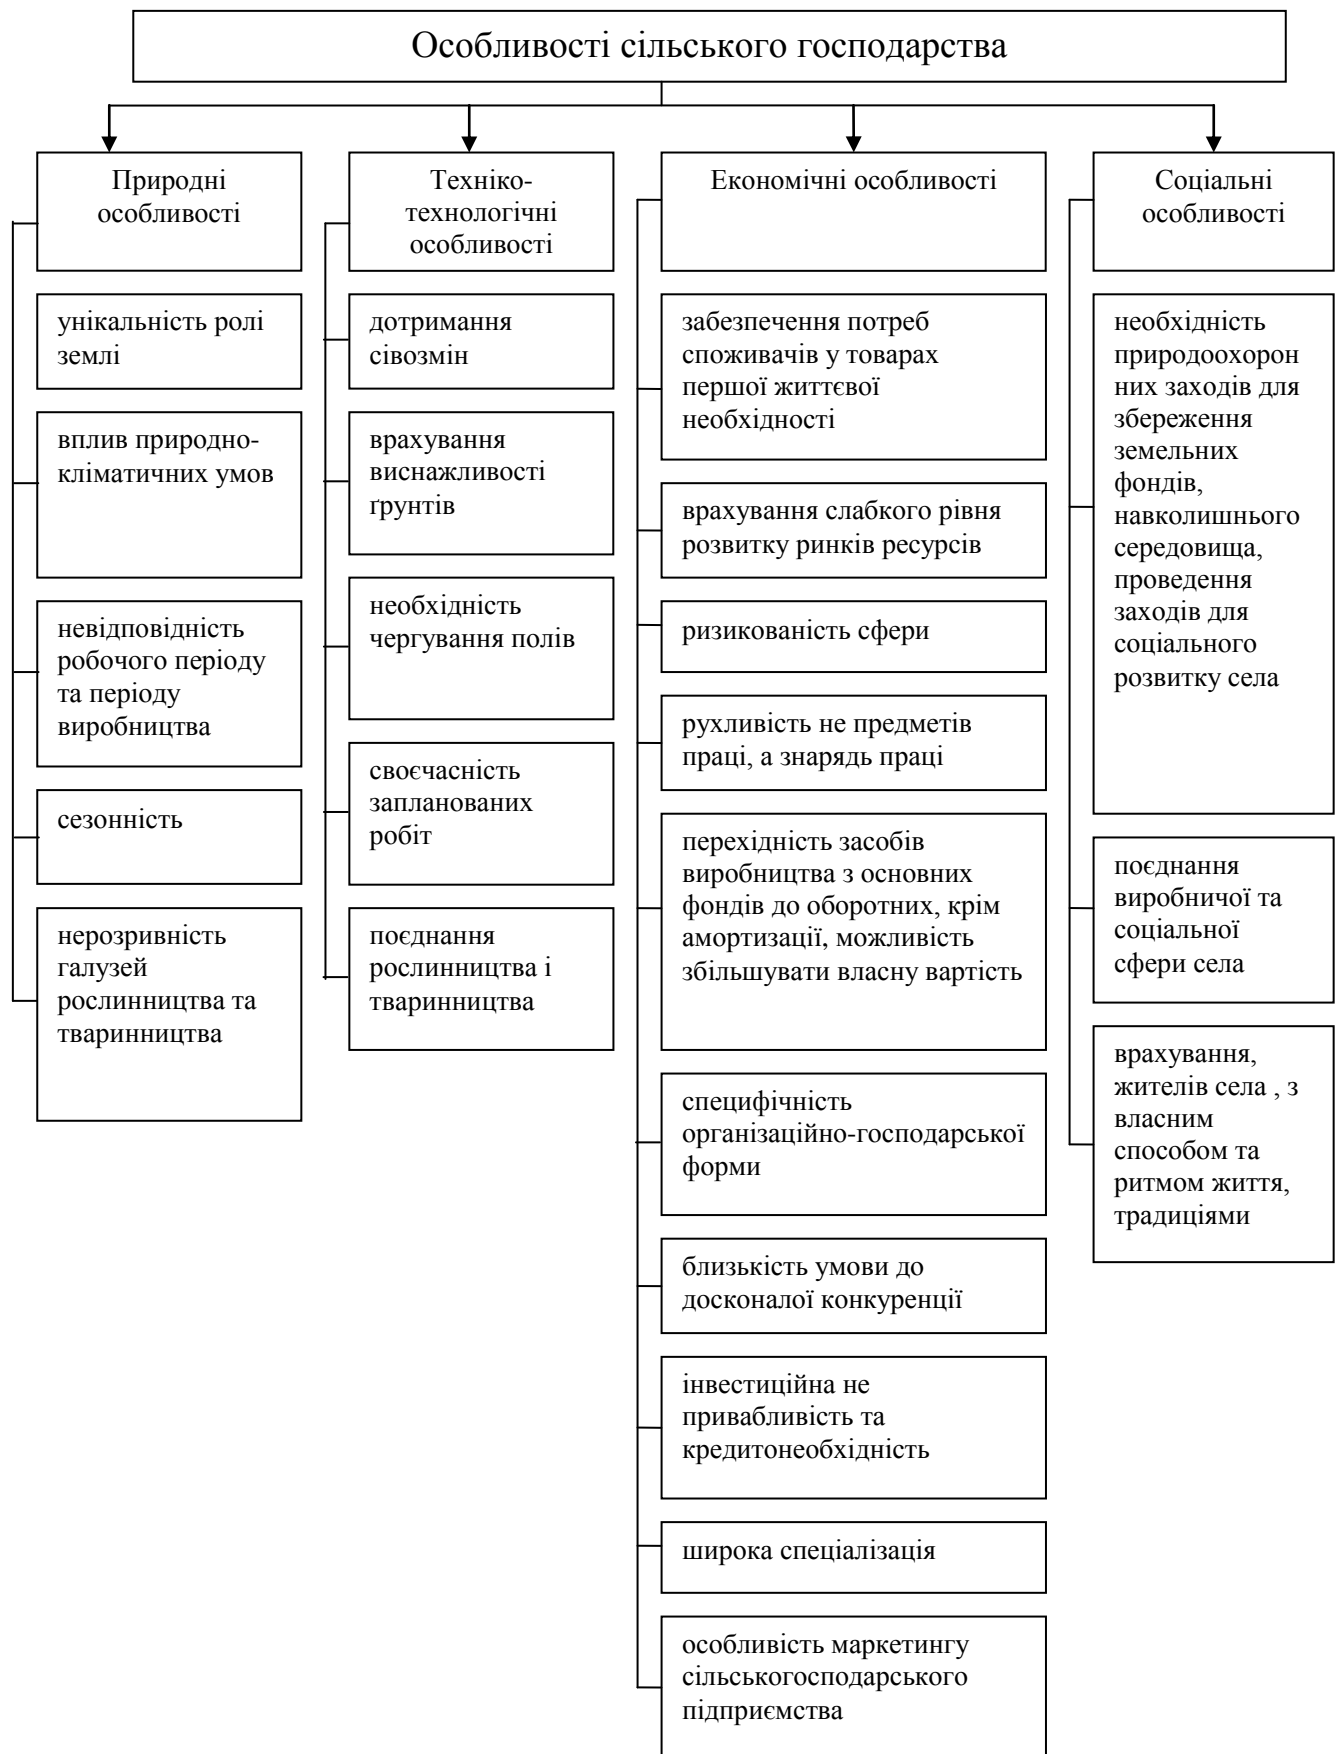 Особливості сільського господарства
Природні
особливості
унікальність ролі
землі
вплив природно-
кліматичних умов
невідповідність
робочого періоду
та періоду
виробництва
сезонність
нерозривність
галузей
рослинництва та
тваринництва
Техніко-
технологічні
особливості
дотримання
сівозмін
врахування
виснажливості
ґрунтів
необхідність
чергування полів
своєчасність
запланованих
робіт
поєднання
рослинництва і
тваринництва
Економічні особливості
забезпечення потреб
споживачів у товарах
першої життєвої
необхідності
врахування слабкого рівня
розвитку ринків ресурсів
ризикованість сфери
рухливість не предметів
праці, а знарядь праці
перехідність засобів
виробництва з основних
фондів до оборотних, крім
амортизації, можливість
збільшувати власну вартість
специфічність
організаційно-господарської
форми
близькість умови до
досконалої конкуренції
інвестиційна не
привабливість та
кредитонеобхідність
широка спеціалізація
особливість маркетингу
сільськогосподарського
підприємства
Соціальні
особливості
необхідність
природоохорон
них заходів для
збереження
земельних
фондів,
навколишнього
середовища,
проведення
заходів для
соціального
розвитку села
поєднання
виробничої та
соціальної
сфери села
врахування,
жителів села , з
власним
способом та
ритмом життя,
традиціями